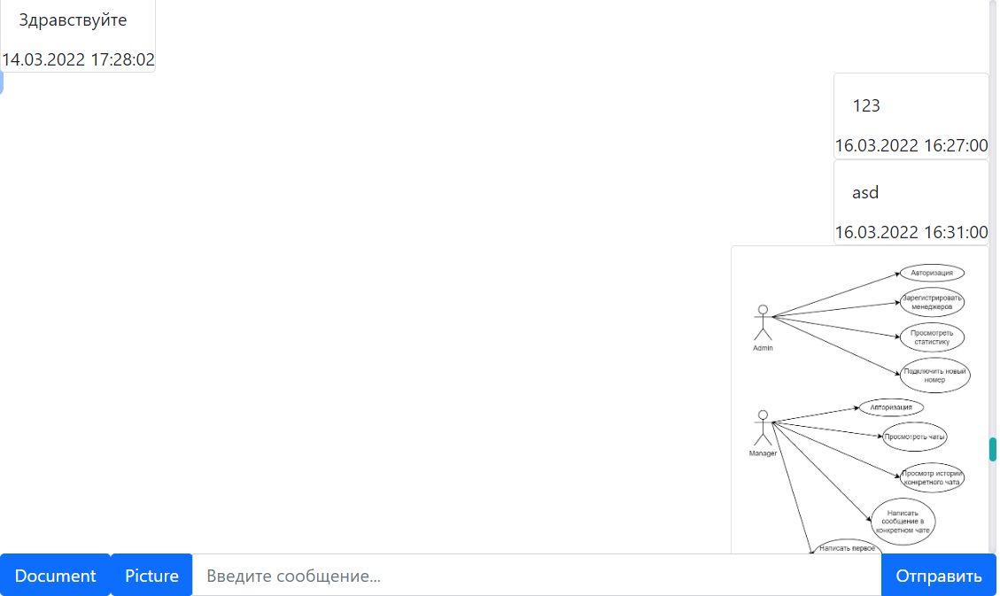 Здравствуйте
14.03.2022 17:28:02
123
16.03.2022 16:27:00
asd
16.03.2022 16:31:00
Авторизация
Зарегистрировать
менеджеров
Просмотреть
статистику
Admin
Подключить новый
номер
Авторизация
Просмотреть чаты
Manager
Просмотр истории
конкретного чата
Написать
сообщение в
конкретном чате
Написать первое
Document
Picture
Введите сообщение...
Отправить